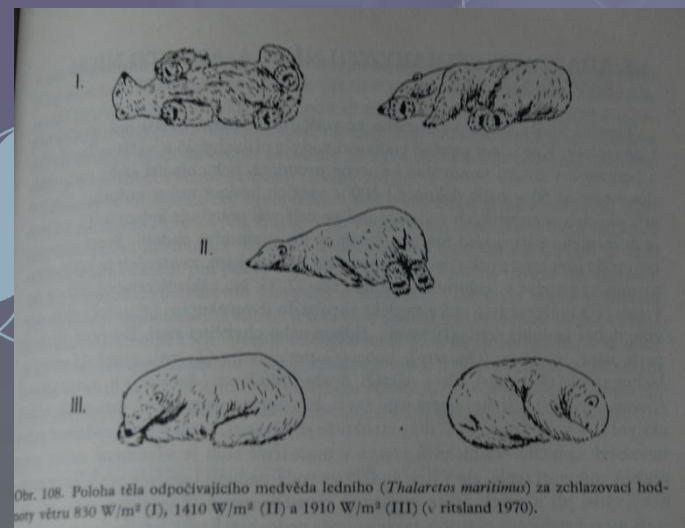 I.
II.
III.
Obr. 108. Poloha těla odpočívajícího medvěda ledního (Thalarctos maritimus) za zchlazovací hod-
noty větru 830 W/m² (I), 1410 W/m² (II) a 1910 W/m² (III) (v ritsland 1970).